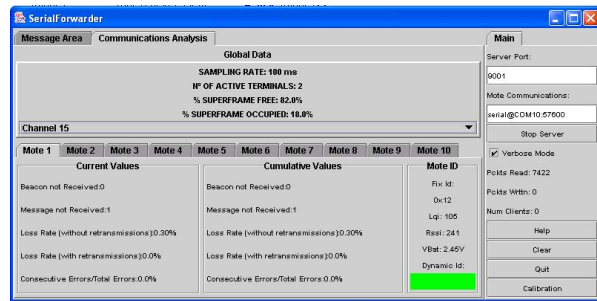 SerialForwarder
Message Area Communications Analysis
Global Data
SAMPLING RATE: 100 ms
Nº OF ACTIVE TERMINALS: 2
% SUPERFRAME FREE: 82.0%
% SUPERFRAME OCCUPIED: 18.0%
Channel 15
Mote 1 Mote 2 Mote 3 Mote 4 Mote 5 Mote 6 Mote 7 Mote 8 Mote 9 Mote 10
Current Values
Beacon not Received:0
Message not Received:1
Loss Rate (without retransmissions):0.30%
Loss Rate (with retransmissions):0.0%
Consecutive Errors/Total Errors:0.0%
Cumulative Values
Beacon not Received:0
Message not Received:1
Loss Rate (without retransmissions):0.30%
Loss Rate (with retransmissions):0.0%
Consecutive Errors/Total Errors:0.0%
Mote ID
Fix Id:
0x12
Lqi: 105
Rssi: 241
VBat: 2.45V
Dynamic Id:
Main
Server Port:
9001
Mote Communications:
serial@COM10:57600
Stop Server
Verbose Mode
Pckts Read: 7422
Pckts Wrttn: 0
Num Clients: 0
Help
Clear
Quit
Calibration